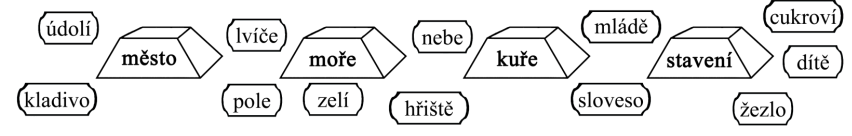 údolí
lvíče
nebe
mládě
cukroví
město
moře
kuře
stavení
dítě
kladivo
pole
zelí
hřiště
sloveso
žezlo